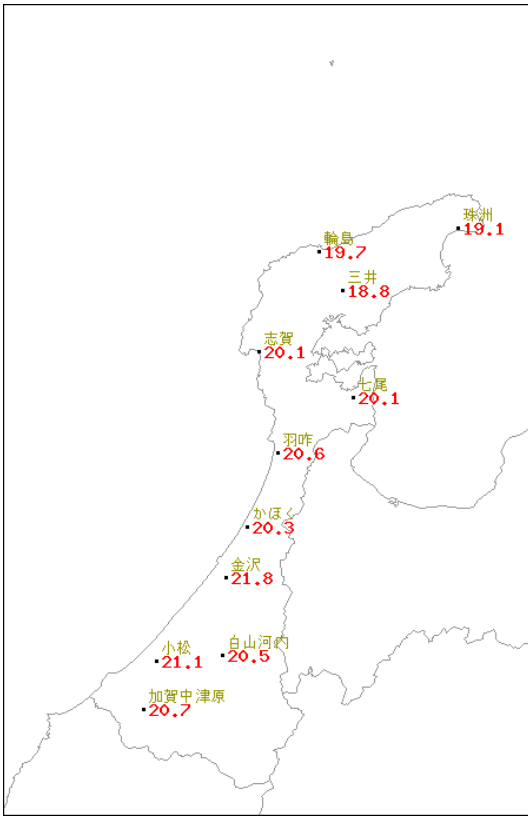 珠洲
19.1
輪島
19.7
三井
18.8
志賀
20.1
七尾
20.1
羽咋
20.6
かほく
20.3
金沢
21.8
白山河内
20.5
小松
21.1
加賀中津原
20.7